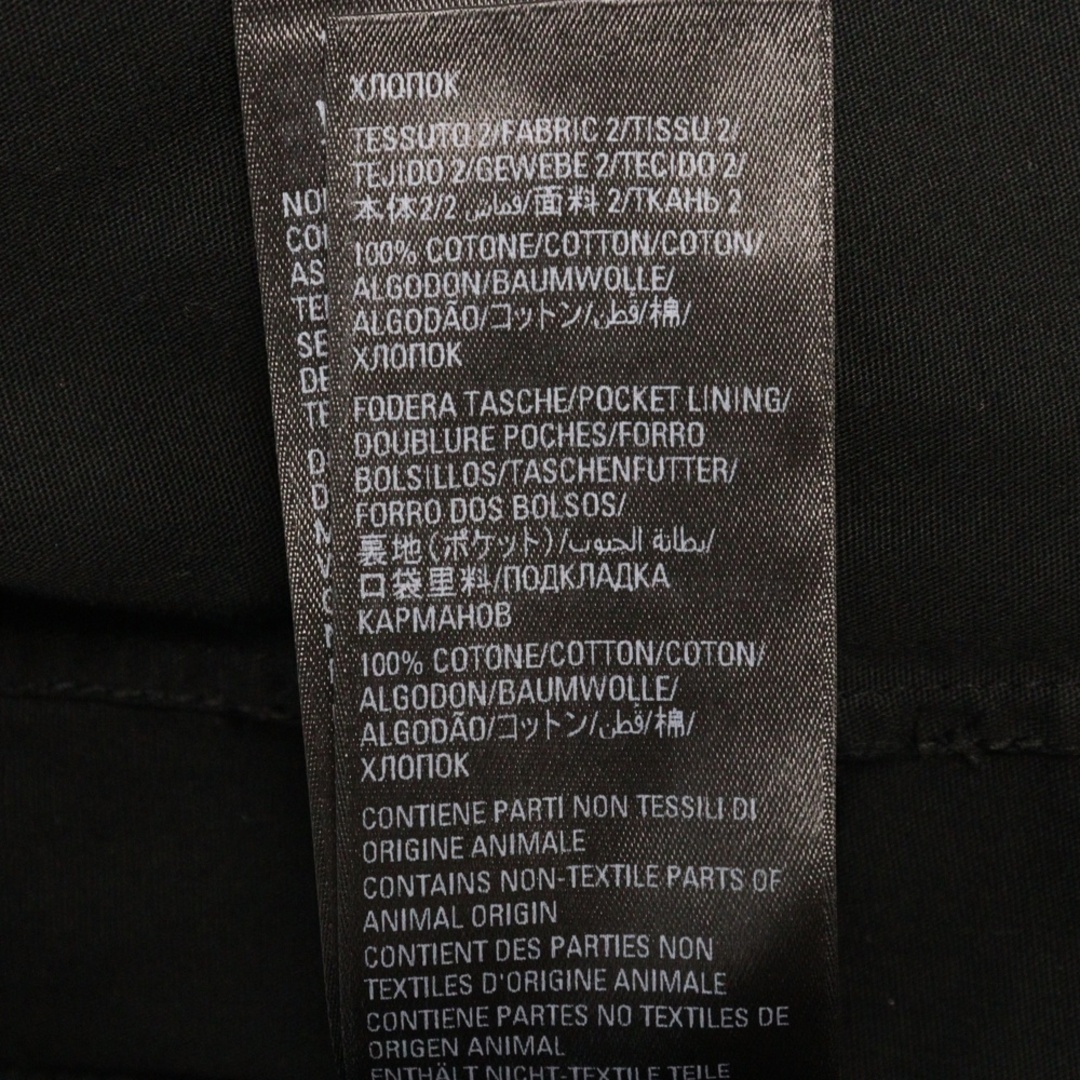 ХЛОПОК
TESSUTO 2/FABRIC 2/TISSU 2/
TEJIDO 2/GEWEBE 2/TECIDO 2/
本体2/قماش 2/面料 2/ТКАНЬ 2
100% COTONE/COTTON/COTON/
ALGODON/BAUMWOLLE/
ALGODÃO/コットン/قطن/棉/
ХЛОПОК
FODERA TASCHE/POCKET LINING/
DOUBLURE POCHES/FORRO
BOLSILLOS/TASCHENFUTTER/
FORRO DOS BOLSOS/
裏地(ポケット)/بطانة الجيوب/
口袋里料/ПОДКЛАДКА
КАРМАНОВ
100% COTONE/COTTON/COTON/
ALGODON/BAUMWOLLE/
ALGODÃO/コットン/قطن/棉/
ХЛОПОК
CONTIENE PARTI NON TESSILI DI
ORIGINE ANIMALE
CONTAINS NON-TEXTILE PARTS OF
ANIMAL ORIGIN
CONTIENT DES PARTIES NON
TEXTILES D'ORIGINE ANIMALE
CONTIENE PARTES NO TEXTILES DE
ORIGEN ANIMAL
ENTHÄLT NICHT-TEXTILE TEILE